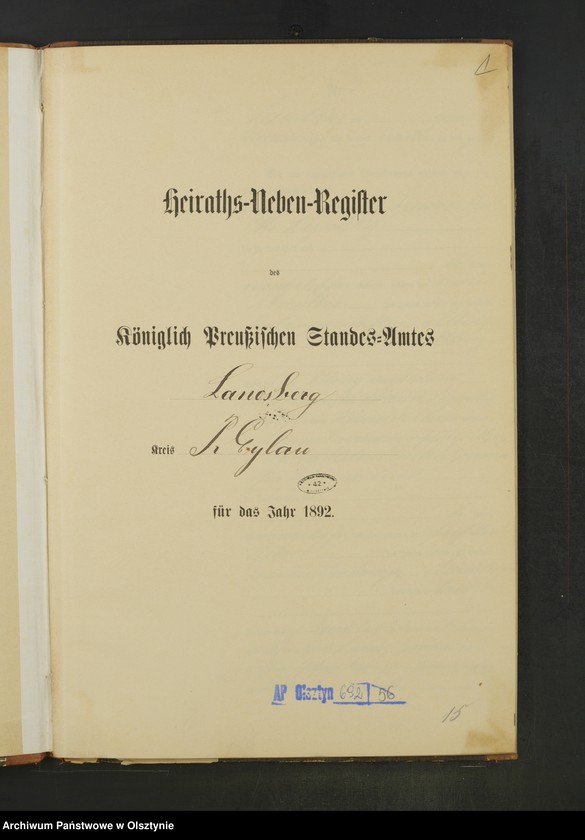 1
Heiraths-Neben-Register
des
Königlich Preußischen Standes-Amtes
Landsberg
Kreis Pr Eylau
42
für das Jahr 1892.
AP Olsztyn 692 / 56
15
Archiwum Państwowe w Olsztynie